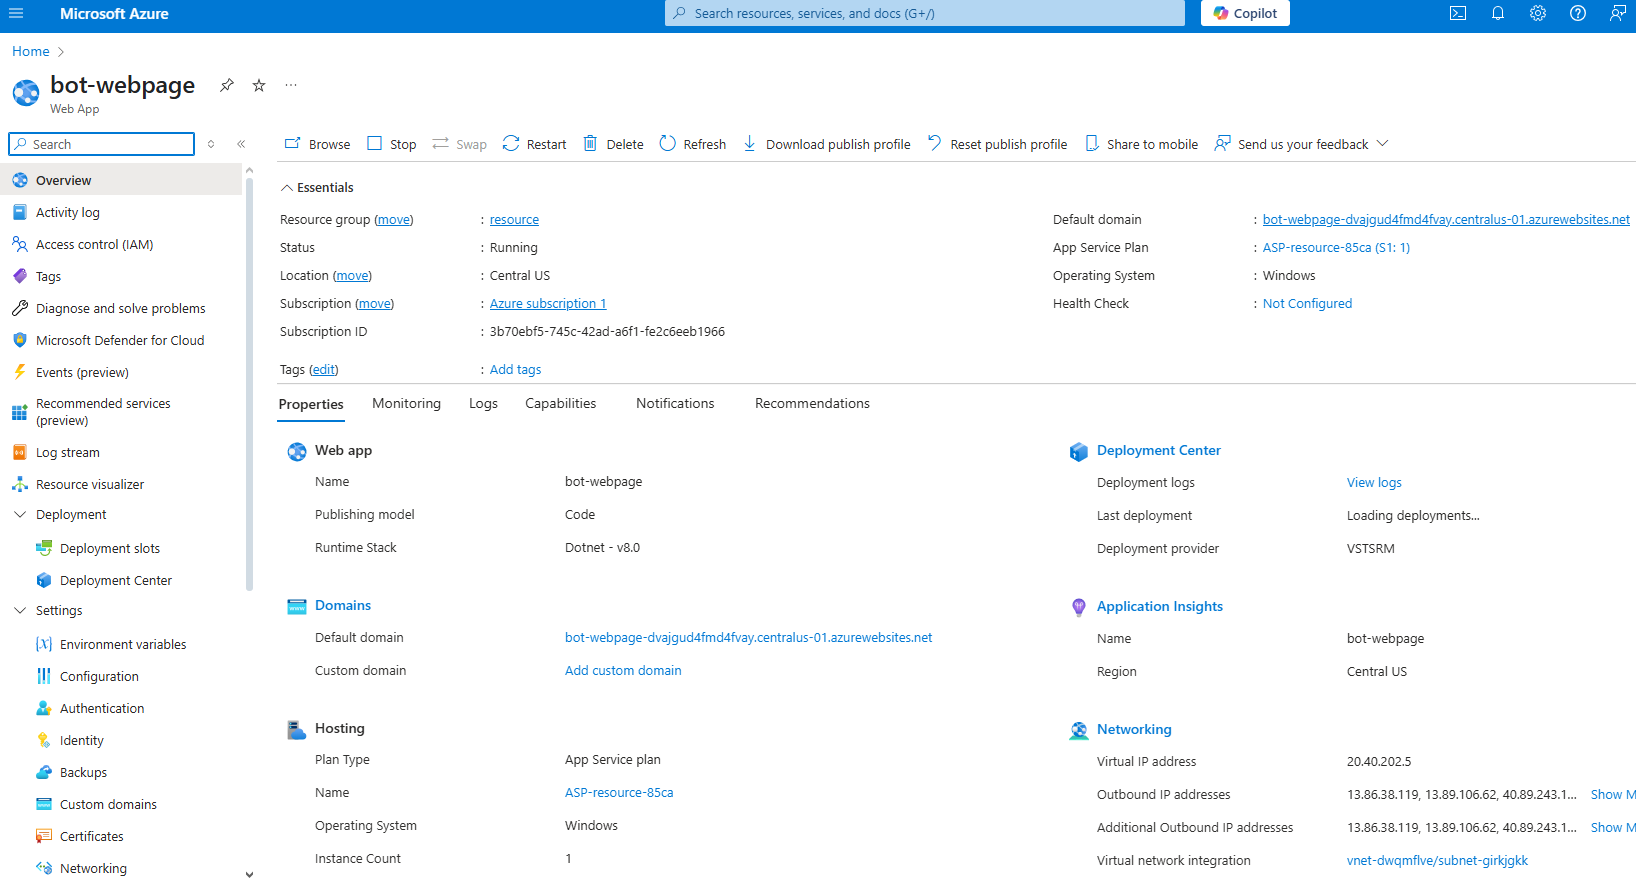 Microsoft Azure
Search resources, services, and docs (G+/)
Copilot
Home
bot-webpage
Web App
Search
Browse
Stop
Swap
Restart
Delete
Refresh
Download publish profile
Reset publish profile
Share to mobile
Send us your feedback
Overview
Activity log
Access control (IAM)
Tags
Diagnose and solve problems
Microsoft Defender for Cloud
Events (preview)
Recommended services
(preview)
Log stream
Resource visualizer
Deployment
Deployment slots
Deployment Center
Settings
Environment variables
Configuration
Authentication
Identity
Backups
Custom domains
Certificates
Networking
Essentials
Resource group (move) : resource
Status : Running
Location (move) : Central US
Subscription (move) : Azure subscription 1
Subscription ID : 3b70ebf5-745c-42ad-a6f1-fe2c6eeb1966
Tags (edit) : Add tags
Default domain : bot-webpage-dvajgud4fmd4fvay.centralus-01.azurewebsites.net
App Service Plan : ASP-resource-85ca (S1: 1)
Operating System : Windows
Health Check : Not Configured
Properties
Monitoring
Logs
Capabilities
Notifications
Recommendations
Web app
Name bot-webpage
Publishing model Code
Runtime Stack Dotnet - v8.0
Domains
Default domain bot-webpage-dvajgud4fmd4fvay.centralus-01.azurewebsites.net
Custom domain Add custom domain
Hosting
Plan Type App Service plan
Name ASP-resource-85ca
Operating System Windows
Instance Count 1
Deployment Center
Deployment logs View logs
Last deployment Loading deployments...
Deployment provider VSTSRM
Application Insights
Name bot-webpage
Region Central US
Networking
Virtual IP address 20.40.202.5
Outbound IP addresses 13.86.38.119, 13.89.106.62, 40.89.243.1... Show M
Additional Outbound IP addresses 13.86.38.119, 13.89.106.62, 40.89.243.1... Show M
Virtual network integration vnet-dwqmflve/subnet-girkjgkk